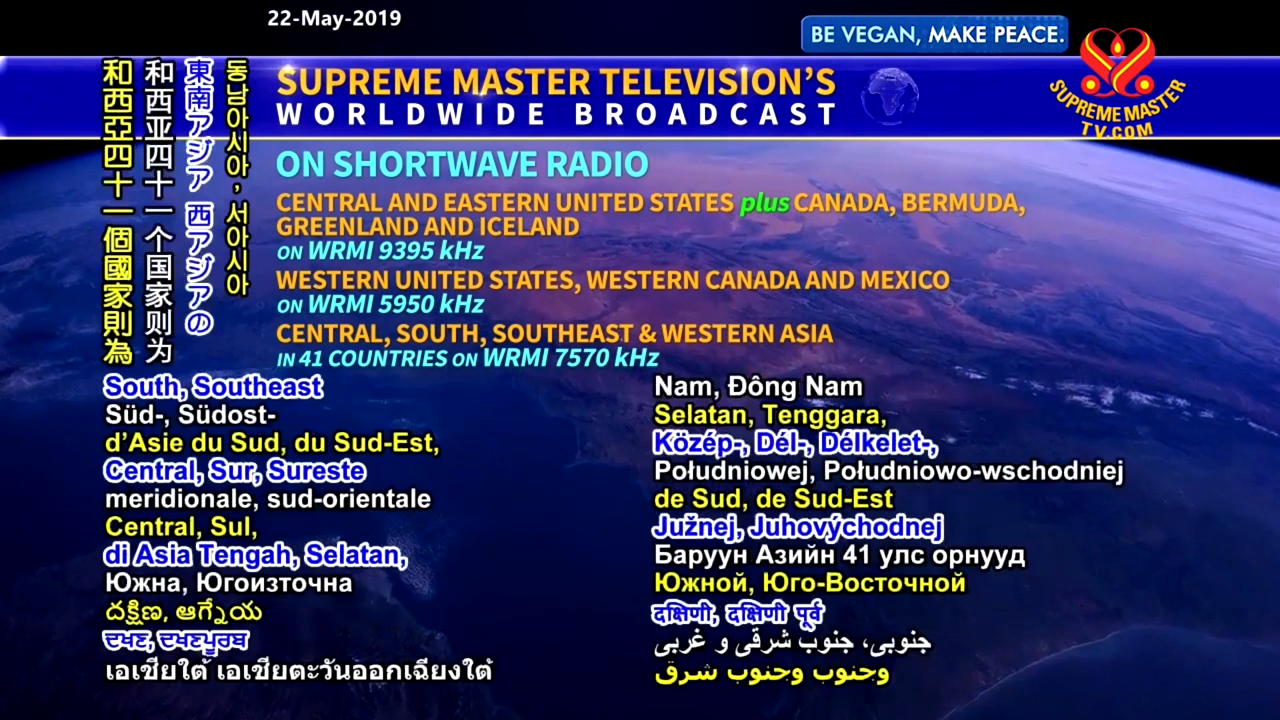 22-May-2019
BE VEGAN, MAKE PEACE.
SUPREME MASTER
TV.COM
SUPREME MASTER TELEVISION'S
WORLDWIDE BROADCAST
ON SHORTWAVE RADIO
CENTRAL AND EASTERN UNITED STATES plus CANADA, BERMUDA,
GREENLAND AND ICELAND
ON WRMI 9395 kHz
WESTERN UNITED STATES, WESTERN CANADA AND MEXICO
ON WRMI 5950 kHz
CENTRAL, SOUTH, SOUTHEAST & WESTERN ASIA
IN 41 COUNTRIES ON WRMI 7570 kHz
동남아시아, 서아시아
東南アジア 西アジアの
和西亚四十一个国家则为
和西亞四十一個國家則為
South, Southeast
Süd-, Südost-
d’Asie du Sud, du Sud-Est,
Central, Sur, Sureste
meridionale, sud-orientale
Central, Sul,
di Asia Tengah, Selatan,
Южна, Югоизточна
దక్షిణ, ఆగ్నేయ
ਦਖਣ, ਦਖਣਪੂਰਬ
เอเชียใต้ เอเชียตะวันออกเฉียงใต้
Nam, Đông Nam
Selatan, Tenggara,
Közép-, Dél-, Délkelet-,
Południowej, Południowo-wschodniej
de Sud, de Sud-Est
Južnej, Juhovýchodnej
Баруун Азийн 41 улс орнууд
Южной, Юго-Восточной
दक्षिणी, दक्षिणी पूर्व
جنوبی، جنوب شرقی و غربی
وجنوب وجنوب شرق